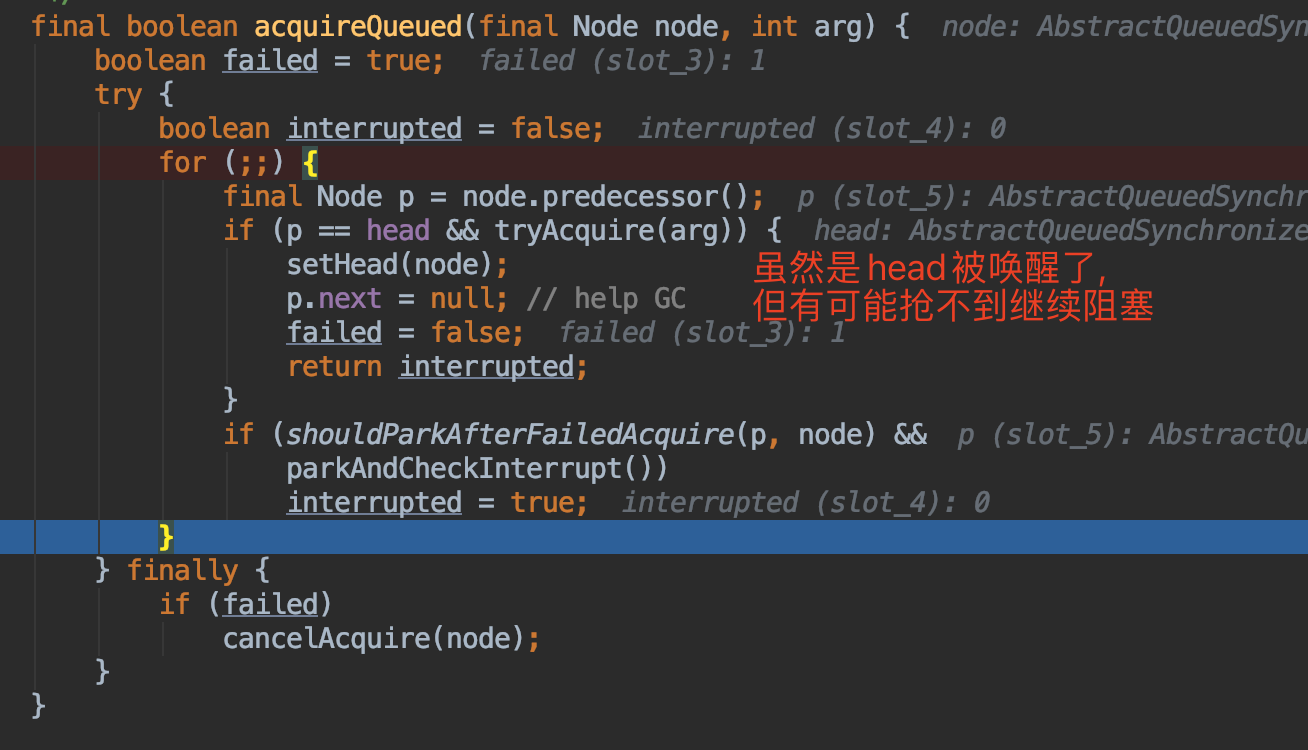 final boolean acquireQueued(final Node node, int arg) {  node: AbstractQueuedSyn
boolean failed = true;  failed (slot_3): 1
try {
boolean interrupted = false;  interrupted (slot_4): 0
for (;;) {
final Node p = node.predecessor();  p (slot_5): AbstractQueuedSynchr
if (p == head && tryAcquire(arg)) {  head: AbstractQueuedSynchronize
setHead(node);
虽然是head被唤醒了,
p.next = null; // help GC
但有可能抢不到继续阻塞
failed = false;  failed (slot_3): 1
return interrupted;
}
if (shouldParkAfterFailedAcquire(p, node) &&  p (slot_5): AbstractQu
parkAndCheckInterrupt())
interrupted = true;  interrupted (slot_4): 0
}
} finally {
if (failed)
cancelAcquire(node);
}
}